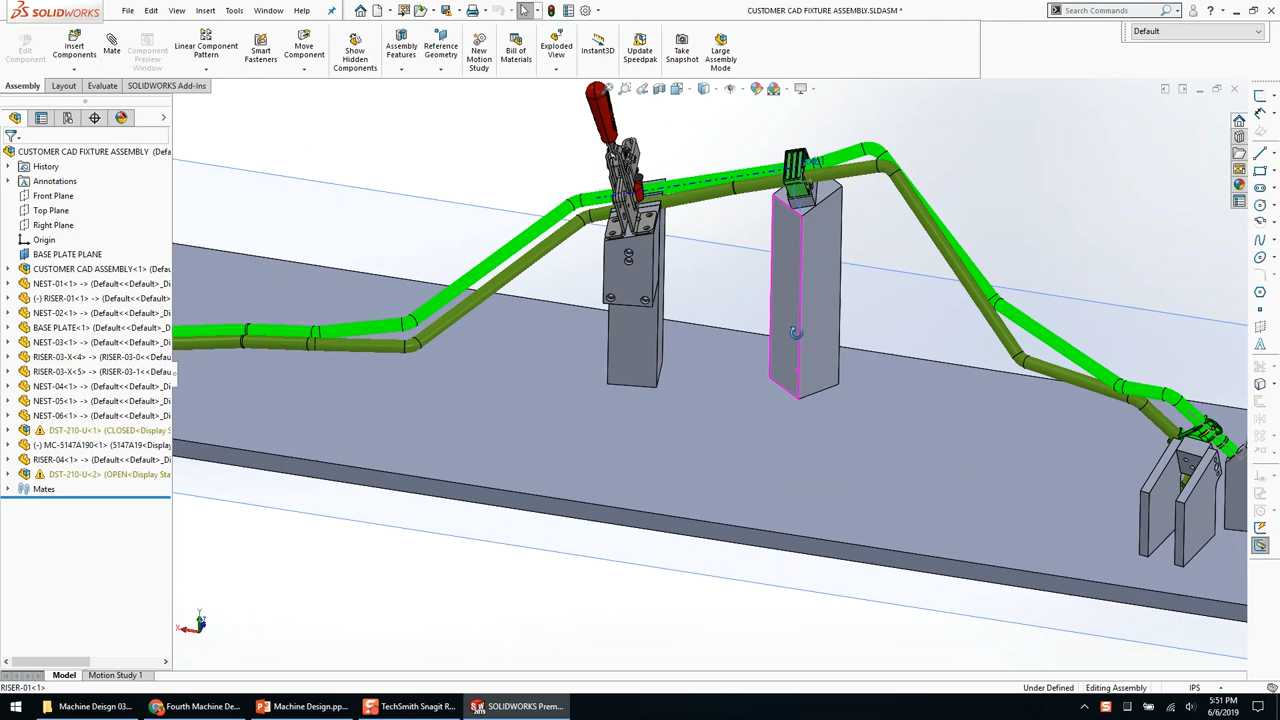 SOLIDWORKS
File
Edit
View
Insert
Tools
Window
Help
CUSTOMER CAD FIXTURE ASSEMBLY.SLDASM *
Search Commands
Edit Component
Insert Components
Mate
Component Preview Window
Linear Component Pattern
Smart Fasteners
Move Component
Show Hidden Components
Assembly Features
Reference Geometry
New Motion Study
Bill of Materials
Exploded View
Instant3D
Update Speedpak
Take Snapshot
Large Assembly Mode
Default
Assembly
Layout
Evaluate
SOLIDWORKS Add-Ins
CUSTOMER CAD FIXTURE ASSEMBLY (Defa
History
Annotations
Front Plane
Top Plane
Right Plane
Origin
BASE PLATE PLANE
CUSTOMER CAD ASSEMBLY<1> (Defau
NEST-01<1> -> (Default<<Default>_Di
(-) RISER-01<1> -> (Default<<Default>
NEST-02<1> -> (Default<<Default>_Di
BASE PLATE<1> -> (Default<<Default>
NEST-03<1> -> (Default<<Default>_Di
RISER-03-X<4> -> (RISER-03-0<<Defau
RISER-03-X<5> -> (RISER-03-1<<Defau
NEST-04<1> -> (Default<<Default>_Di
NEST-05<1> -> (Default<<Default>_Di
NEST-06<1> -> (Default<<Default>_Di
DST-210-U<1> (CLOSED<Display S
(-) MC-5147A190<1> (5147A19<Display
RISER-04<1> -> (Default<<Default>_Di
DST-210-U<2> (OPEN<Display Sta
Mates
Y
X
Model
Motion Study 1
RISER-01<1>
Under Defined
Editing Assembly
IPS
Machine Deisgn 03...
Fourth Machine De...
Machine Design.pp...
TechSmith Snagit R...
SOLIDWORKS Prem...
5:51 PM
6/6/2019